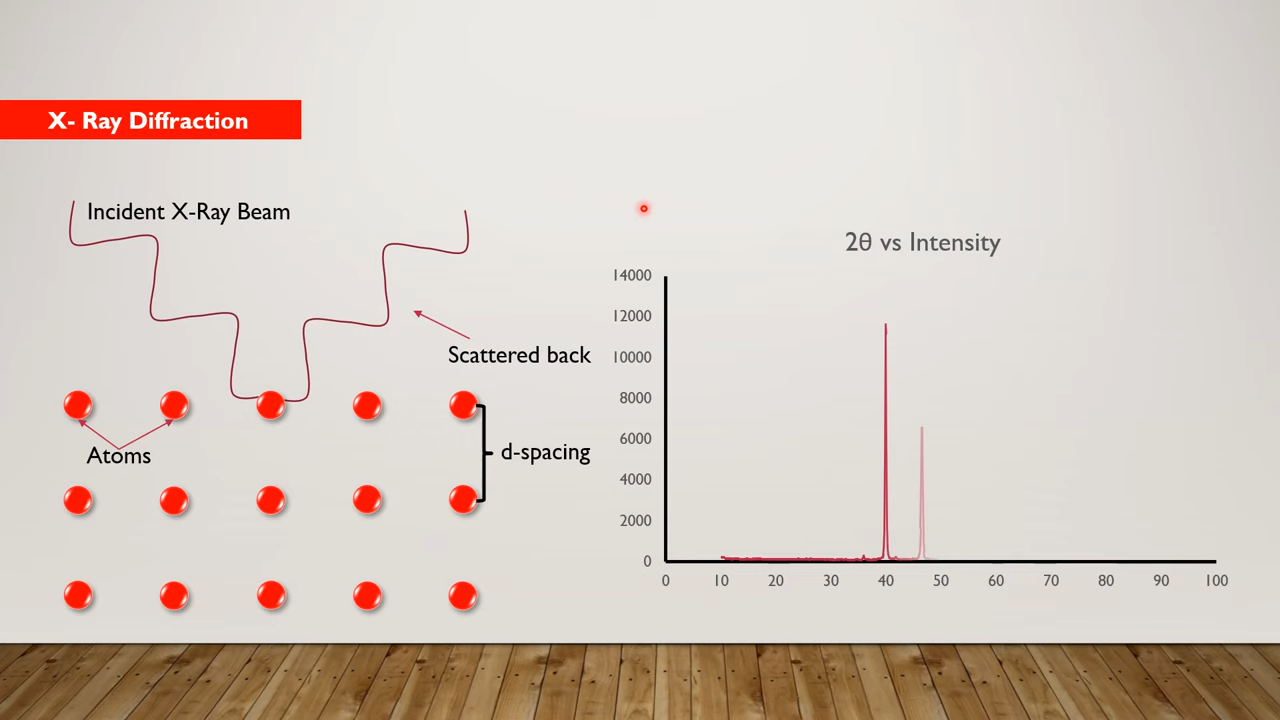 X- Ray Diffraction
Incident X-Ray Beam
Scattered back
Atoms
d-spacing
2θ vs Intensity
14000
12000
10000
8000
6000
4000
2000
0
0 10 20 30 40 50 60 70 80 90 100